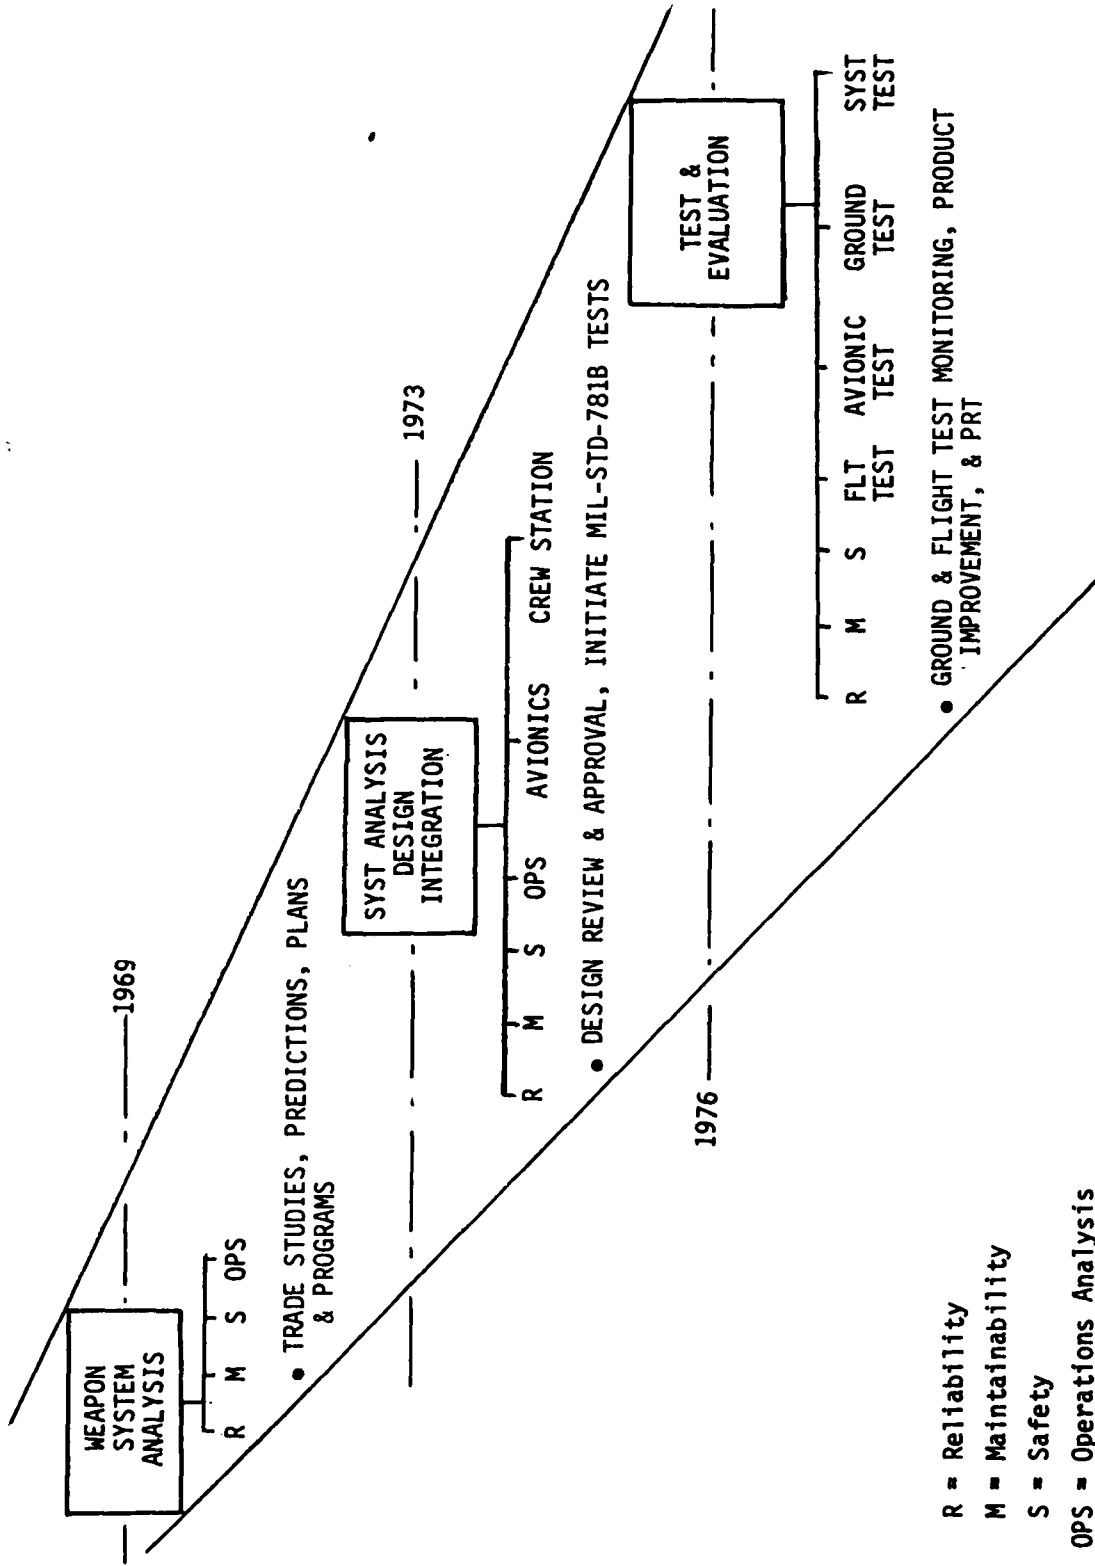 WEAPON
SYSTEM
ANALYSIS
1969
R M S OPS
● TRADE STUDIES, PREDICTIONS, PLANS
& PROGRAMS
SYST ANALYSIS
DESIGN
INTEGRATION
1973
R M S OPS AVIONICS CREW STATION
● DESIGN REVIEW & APPROVAL, INITIATE MIL-STD-781B TESTS
1976
TEST &
EVALUATION
R M S FLT AVIONIC GROUND SYST
TEST TEST TEST TEST
● GROUND & FLIGHT TEST MONITORING, PRODUCT
IMPROVEMENT, & PRT
R = Reliability
M = Maintainability
S = Safety
OPS = Operations Analysis